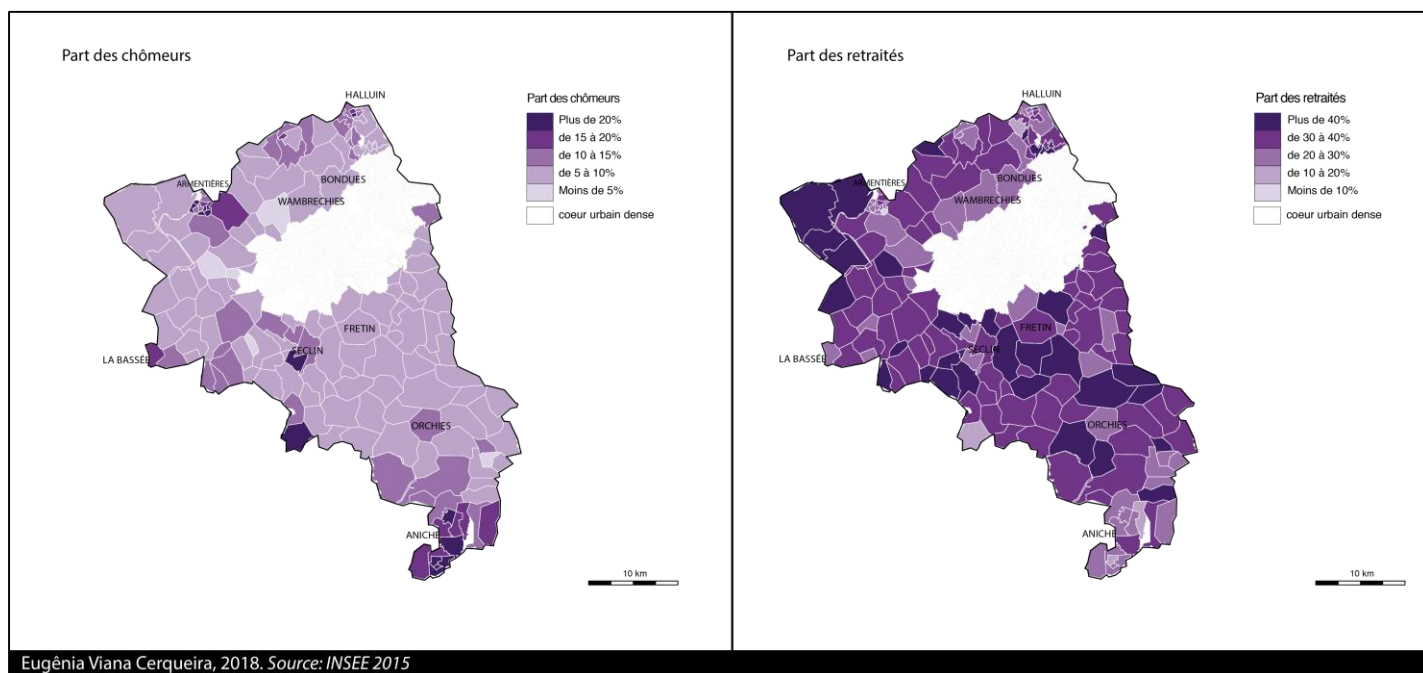 Part des chômeurs
HALLUIN
ARMENTIÈRES
BONDUES
WAMBRECHIES
FRETIN
SECLIN
LA BASSÉE
ORCHIES
ANICHE
Part des chômeurs
Plus de 20%
de 15 à 20%
de 10 à 15%
de 5 à 10%
Moins de 5%
coeur urbain dense
10 km
Part des retraités
HALLUIN
ARMENTIÈRES
BONDUES
WAMBRECHIES
FRETIN
SECLIN
LA BASSÉE
ORCHIES
ANICHE
Part des retraités
Plus de 40%
de 30 à 40%
de 20 à 30%
de 10 à 20%
Moins de 10%
coeur urbain dense
10 km
Eugênia Viana Cerqueira, 2018. Source: INSEE 2015